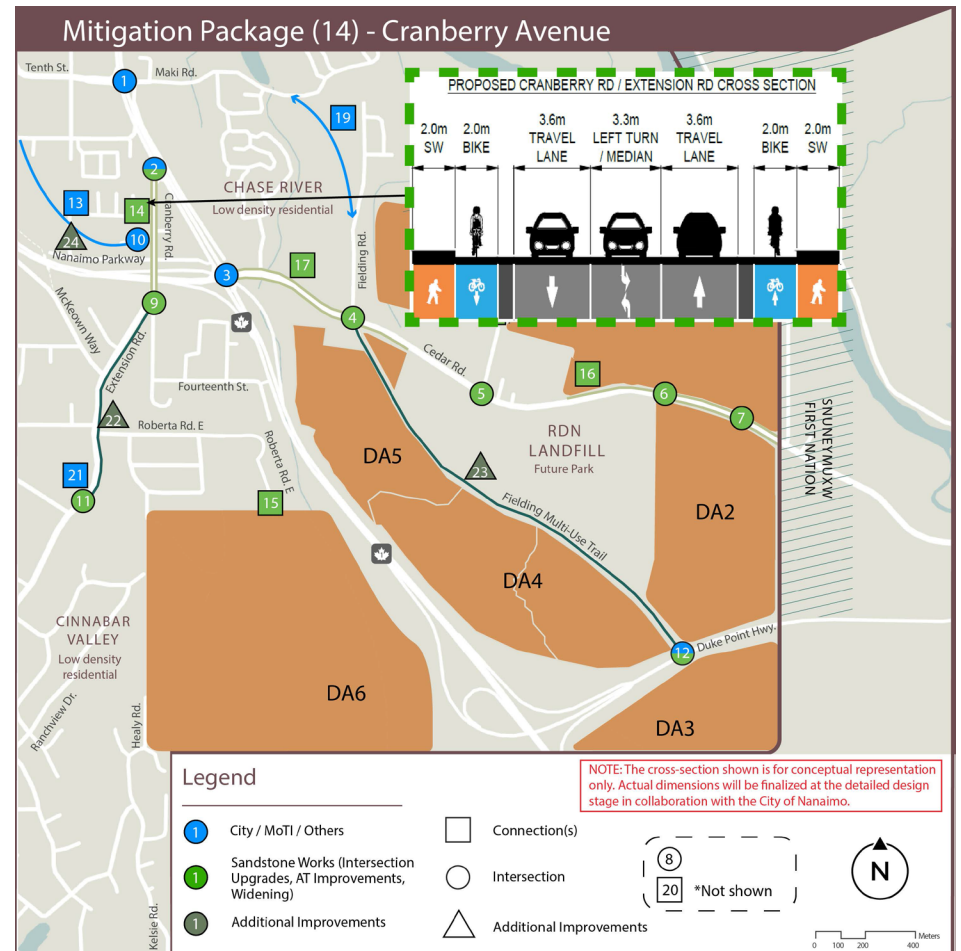 Mitigation Package (14) - Cranberry Avenue
Tenth St.
Maki Rd.
1
19
PROPOSED CRANBERRY RD / EXTENSION RD CROSS SECTION
2.0m SW
2.0m BIKE
3.6m TRAVEL LANE
3.3m LEFT TURN / MEDIAN
3.6m TRAVEL LANE
2.0m BIKE
2.0m SW
2
CHASE RIVER
Low density residential
13
14
Cranberry Rd.
24
10
Nanaimo Parkway
17
Fielding Rd.
3
McKeown Way
9
4
1
Extension Rd.
Cedar Rd.
Fourteenth St.
16
5
6
7
22
Roberta Rd. E
Roberta Rd. E
RDN LANDFILL
Future Park
SNUNEYMUXW FIRST NATION
DA5
23
21
11
15
DA2
Fielding Multi-Use Trail
1
DA4
CINNABAR VALLEY
Low density residential
12
Duke Point Hwy.
DA6
DA3
Ranchview Dr.
Healy Rd.
Kelsie Rd.
Legend
NOTE: The cross-section shown is for conceptual representation
only. Actual dimensions will be finalized at the detailed design
stage in collaboration with the City of Nanaimo.
1 City / MoTI / Others
Connection(s)
1 Sandstone Works (Intersection
Upgrades, AT Improvements,
Widening)
Intersection
1 Additional Improvements
Additional Improvements
8
20 *Not shown
N
Meters
0 100 200 400